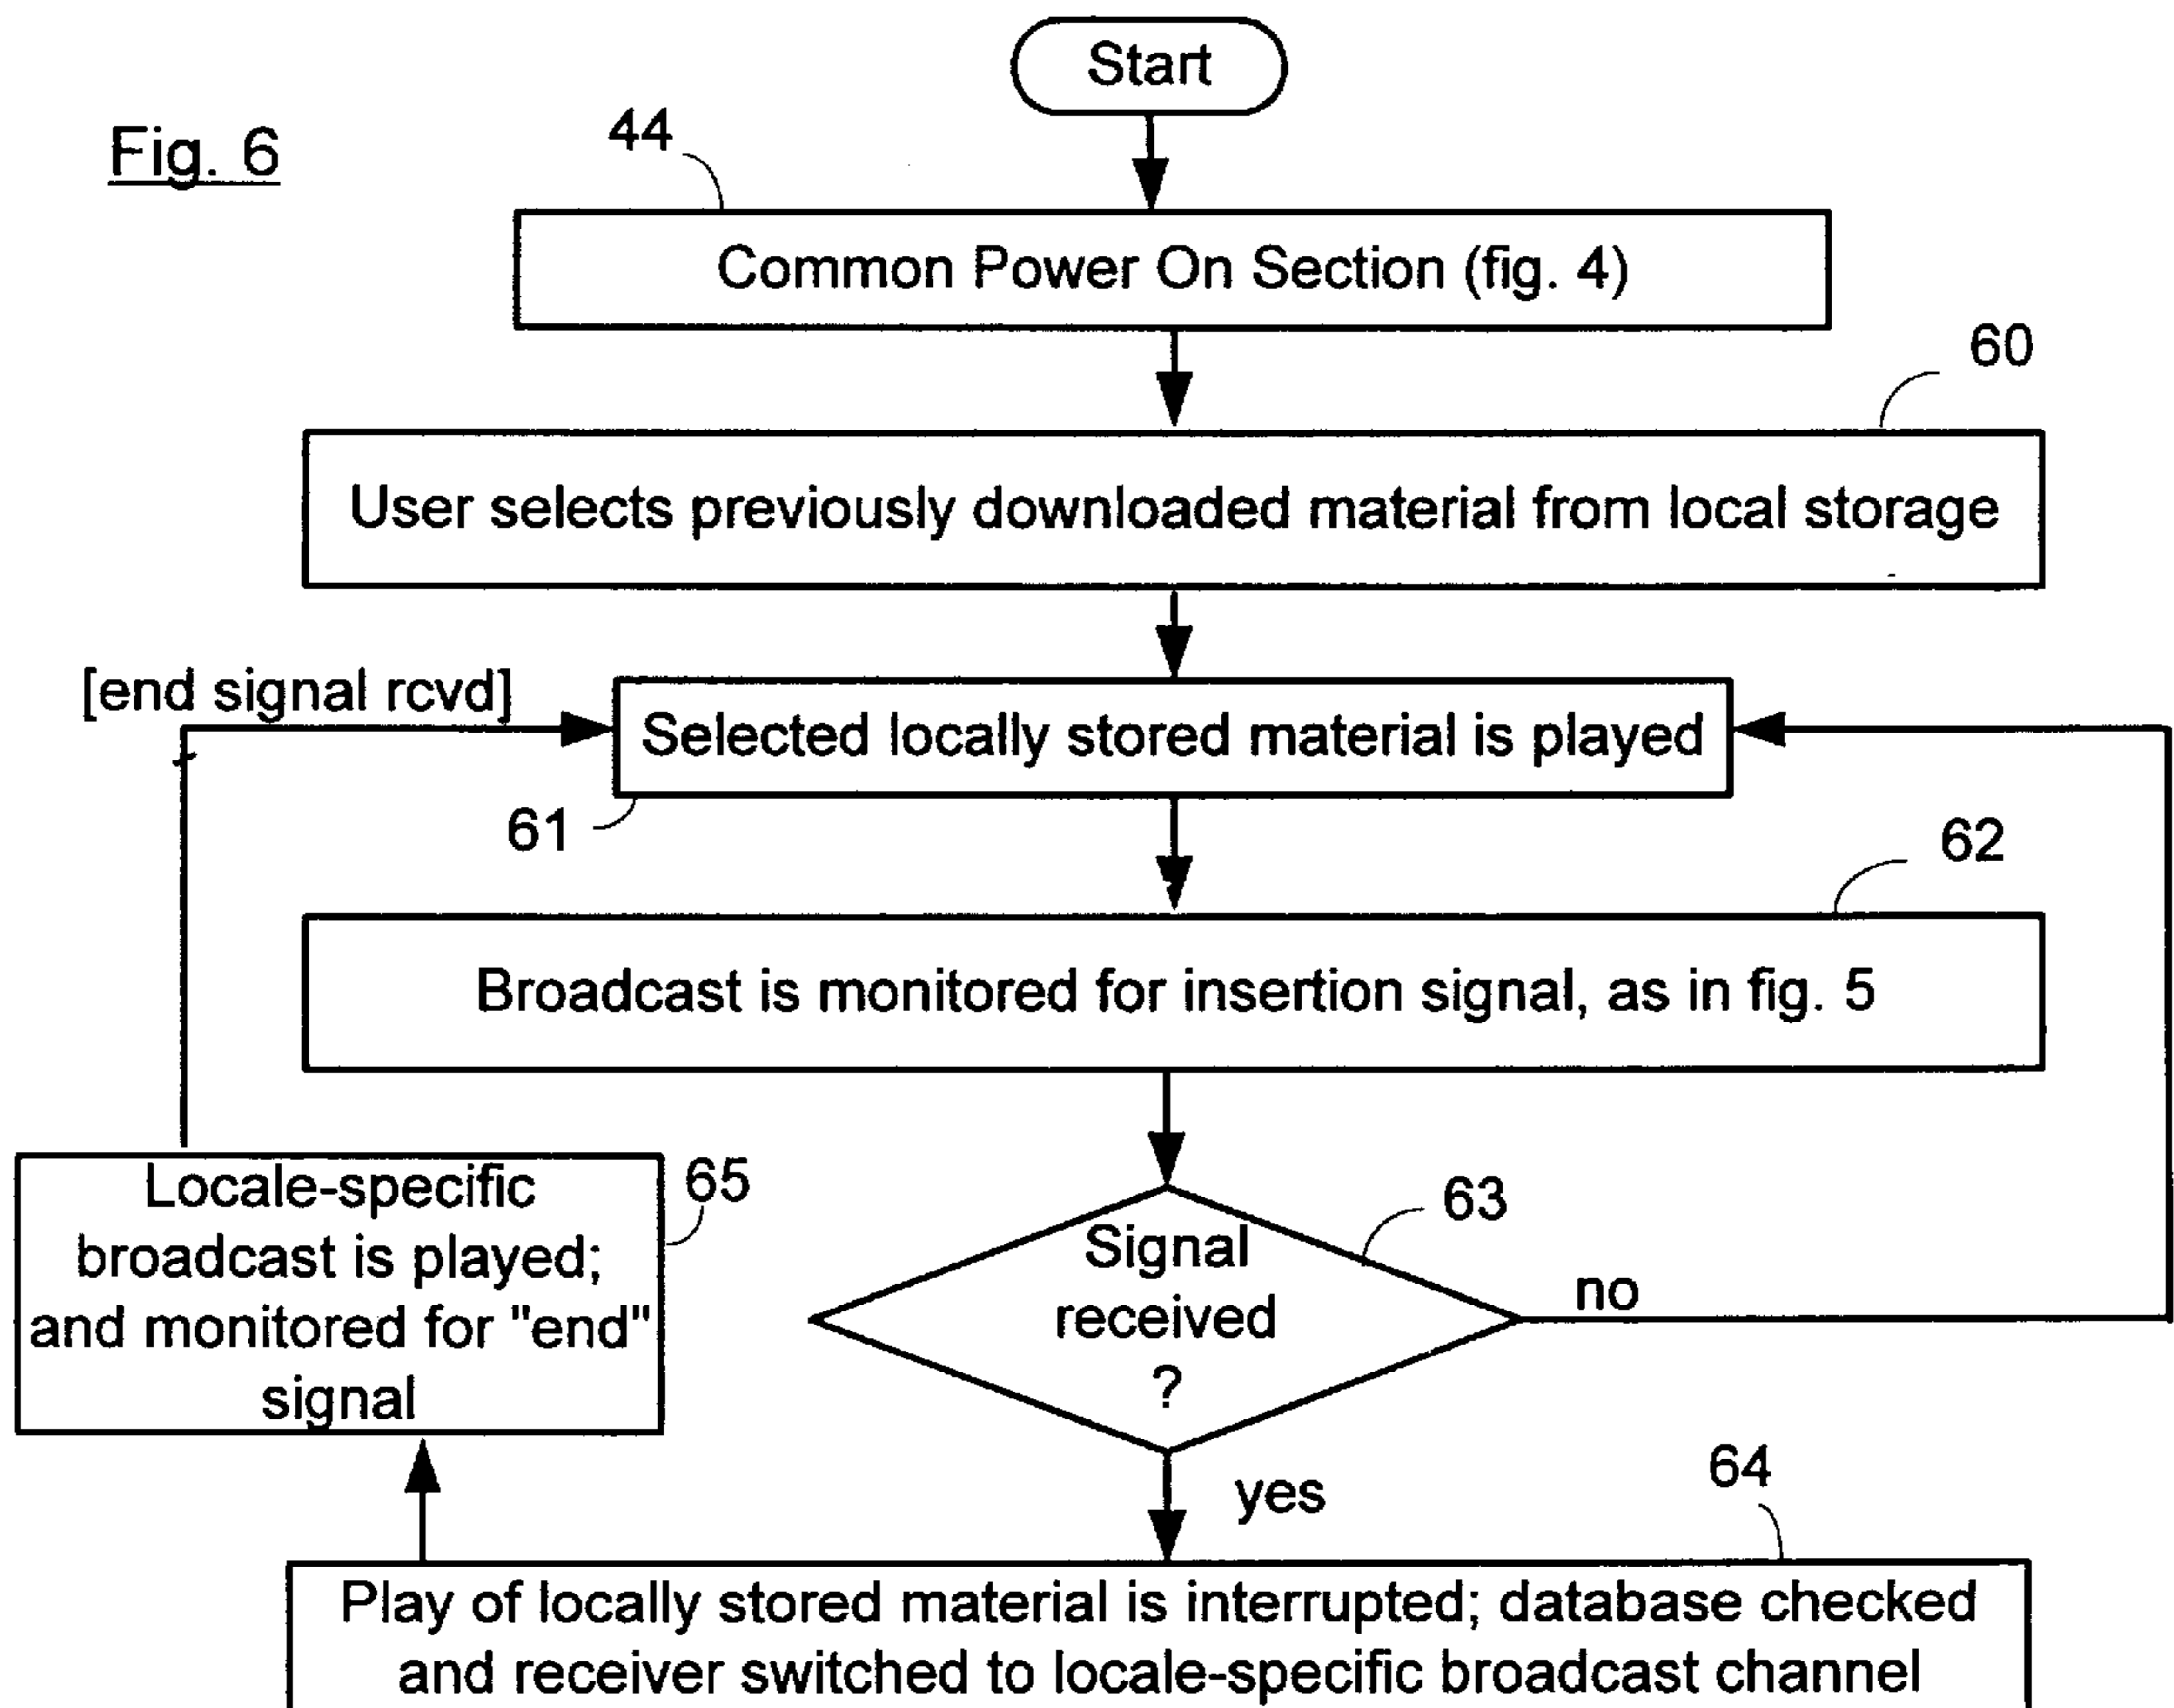 Start
Fig. 6
44
Common Power On Section (fig. 4)
60
User selects previously downloaded material from local storage
[end signal rcvd]
Selected locally stored material is played
61
62
Broadcast is monitored for insertion signal, as in fig. 5
Locale-specific
broadcast is played;
and monitored for "end"
signal
65
63
Signal
received
?
no
yes
64
Play of locally stored material is interrupted; database checked
and receiver switched to locale-specific broadcast channel